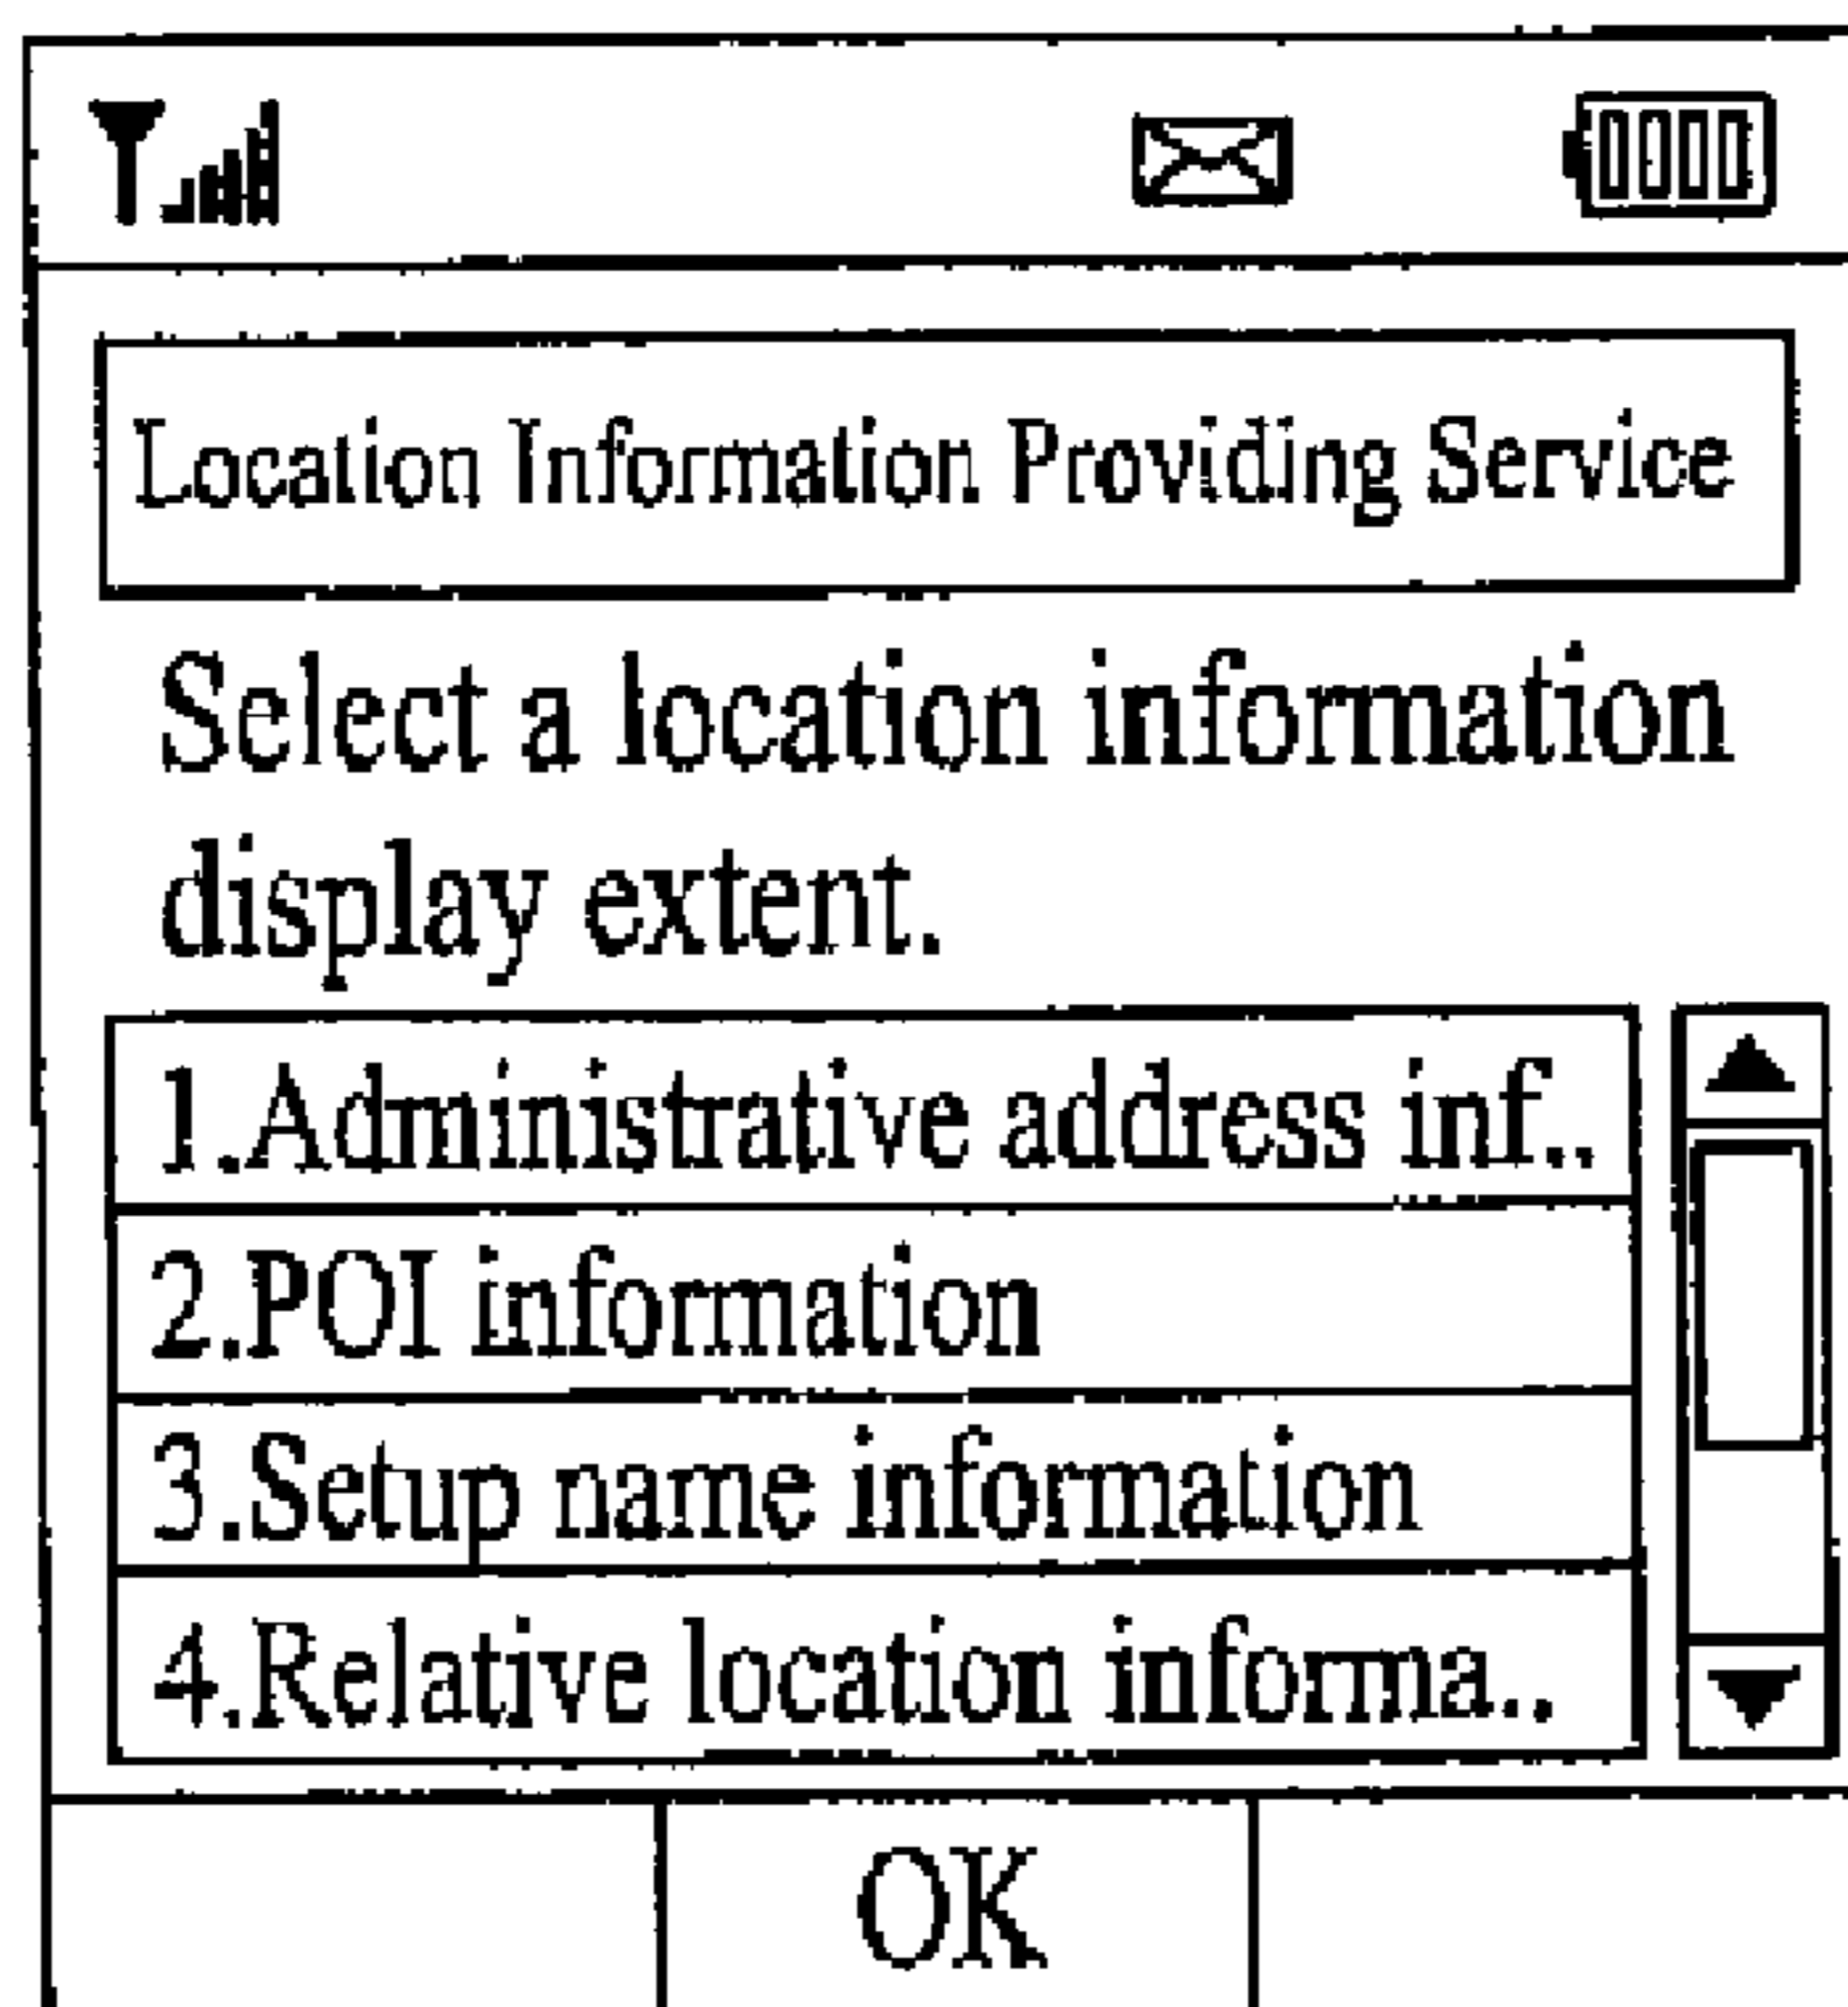 Location Information Providing Service
Select a location information
display extent.
1.Administrative address inf..
2.POI information
3.Setup name information
4.Relative location informa..
OK